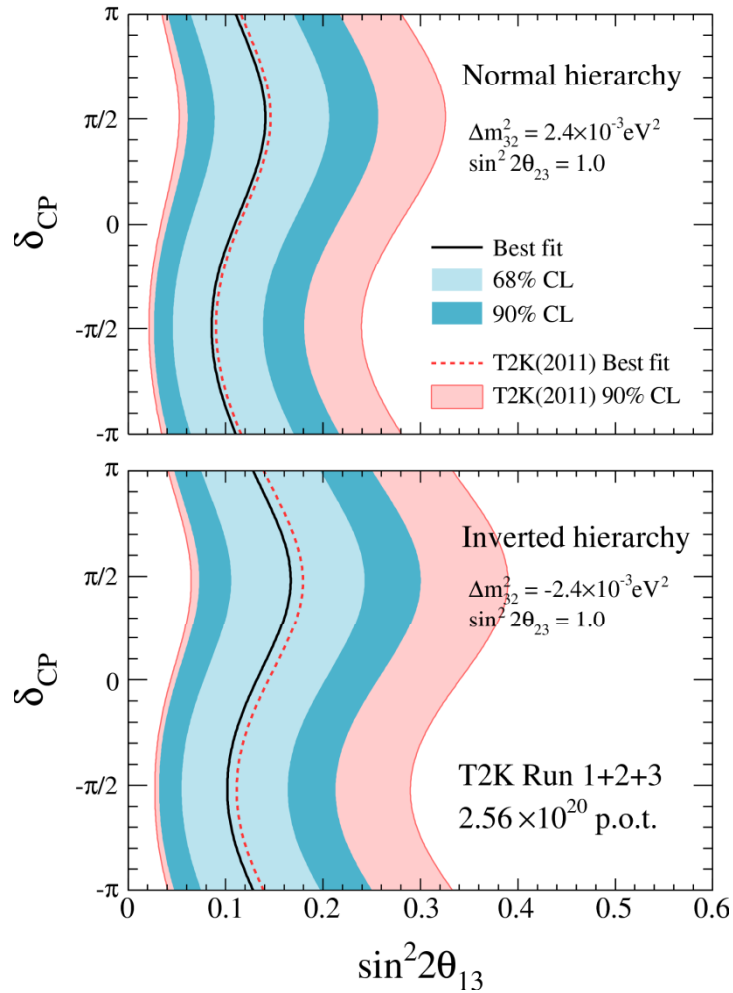 π
π/2
0
-π/2
-π
δCP
Normal hierarchy
Δm²32 = 2.4×10⁻³eV²
sin² 2θ23 = 1.0
Best fit
68% CL
90% CL
T2K(2011) Best fit
T2K(2011) 90% CL
π
π/2
0
-π/2
-π
δCP
Inverted hierarchy
Δm²32 = -2.4×10⁻³eV²
sin² 2θ23 = 1.0
T2K Run 1+2+3
2.56 ×10²⁰ p.o.t.
0 0.1 0.2 0.3 0.4 0.5 0.6
sin²2θ13